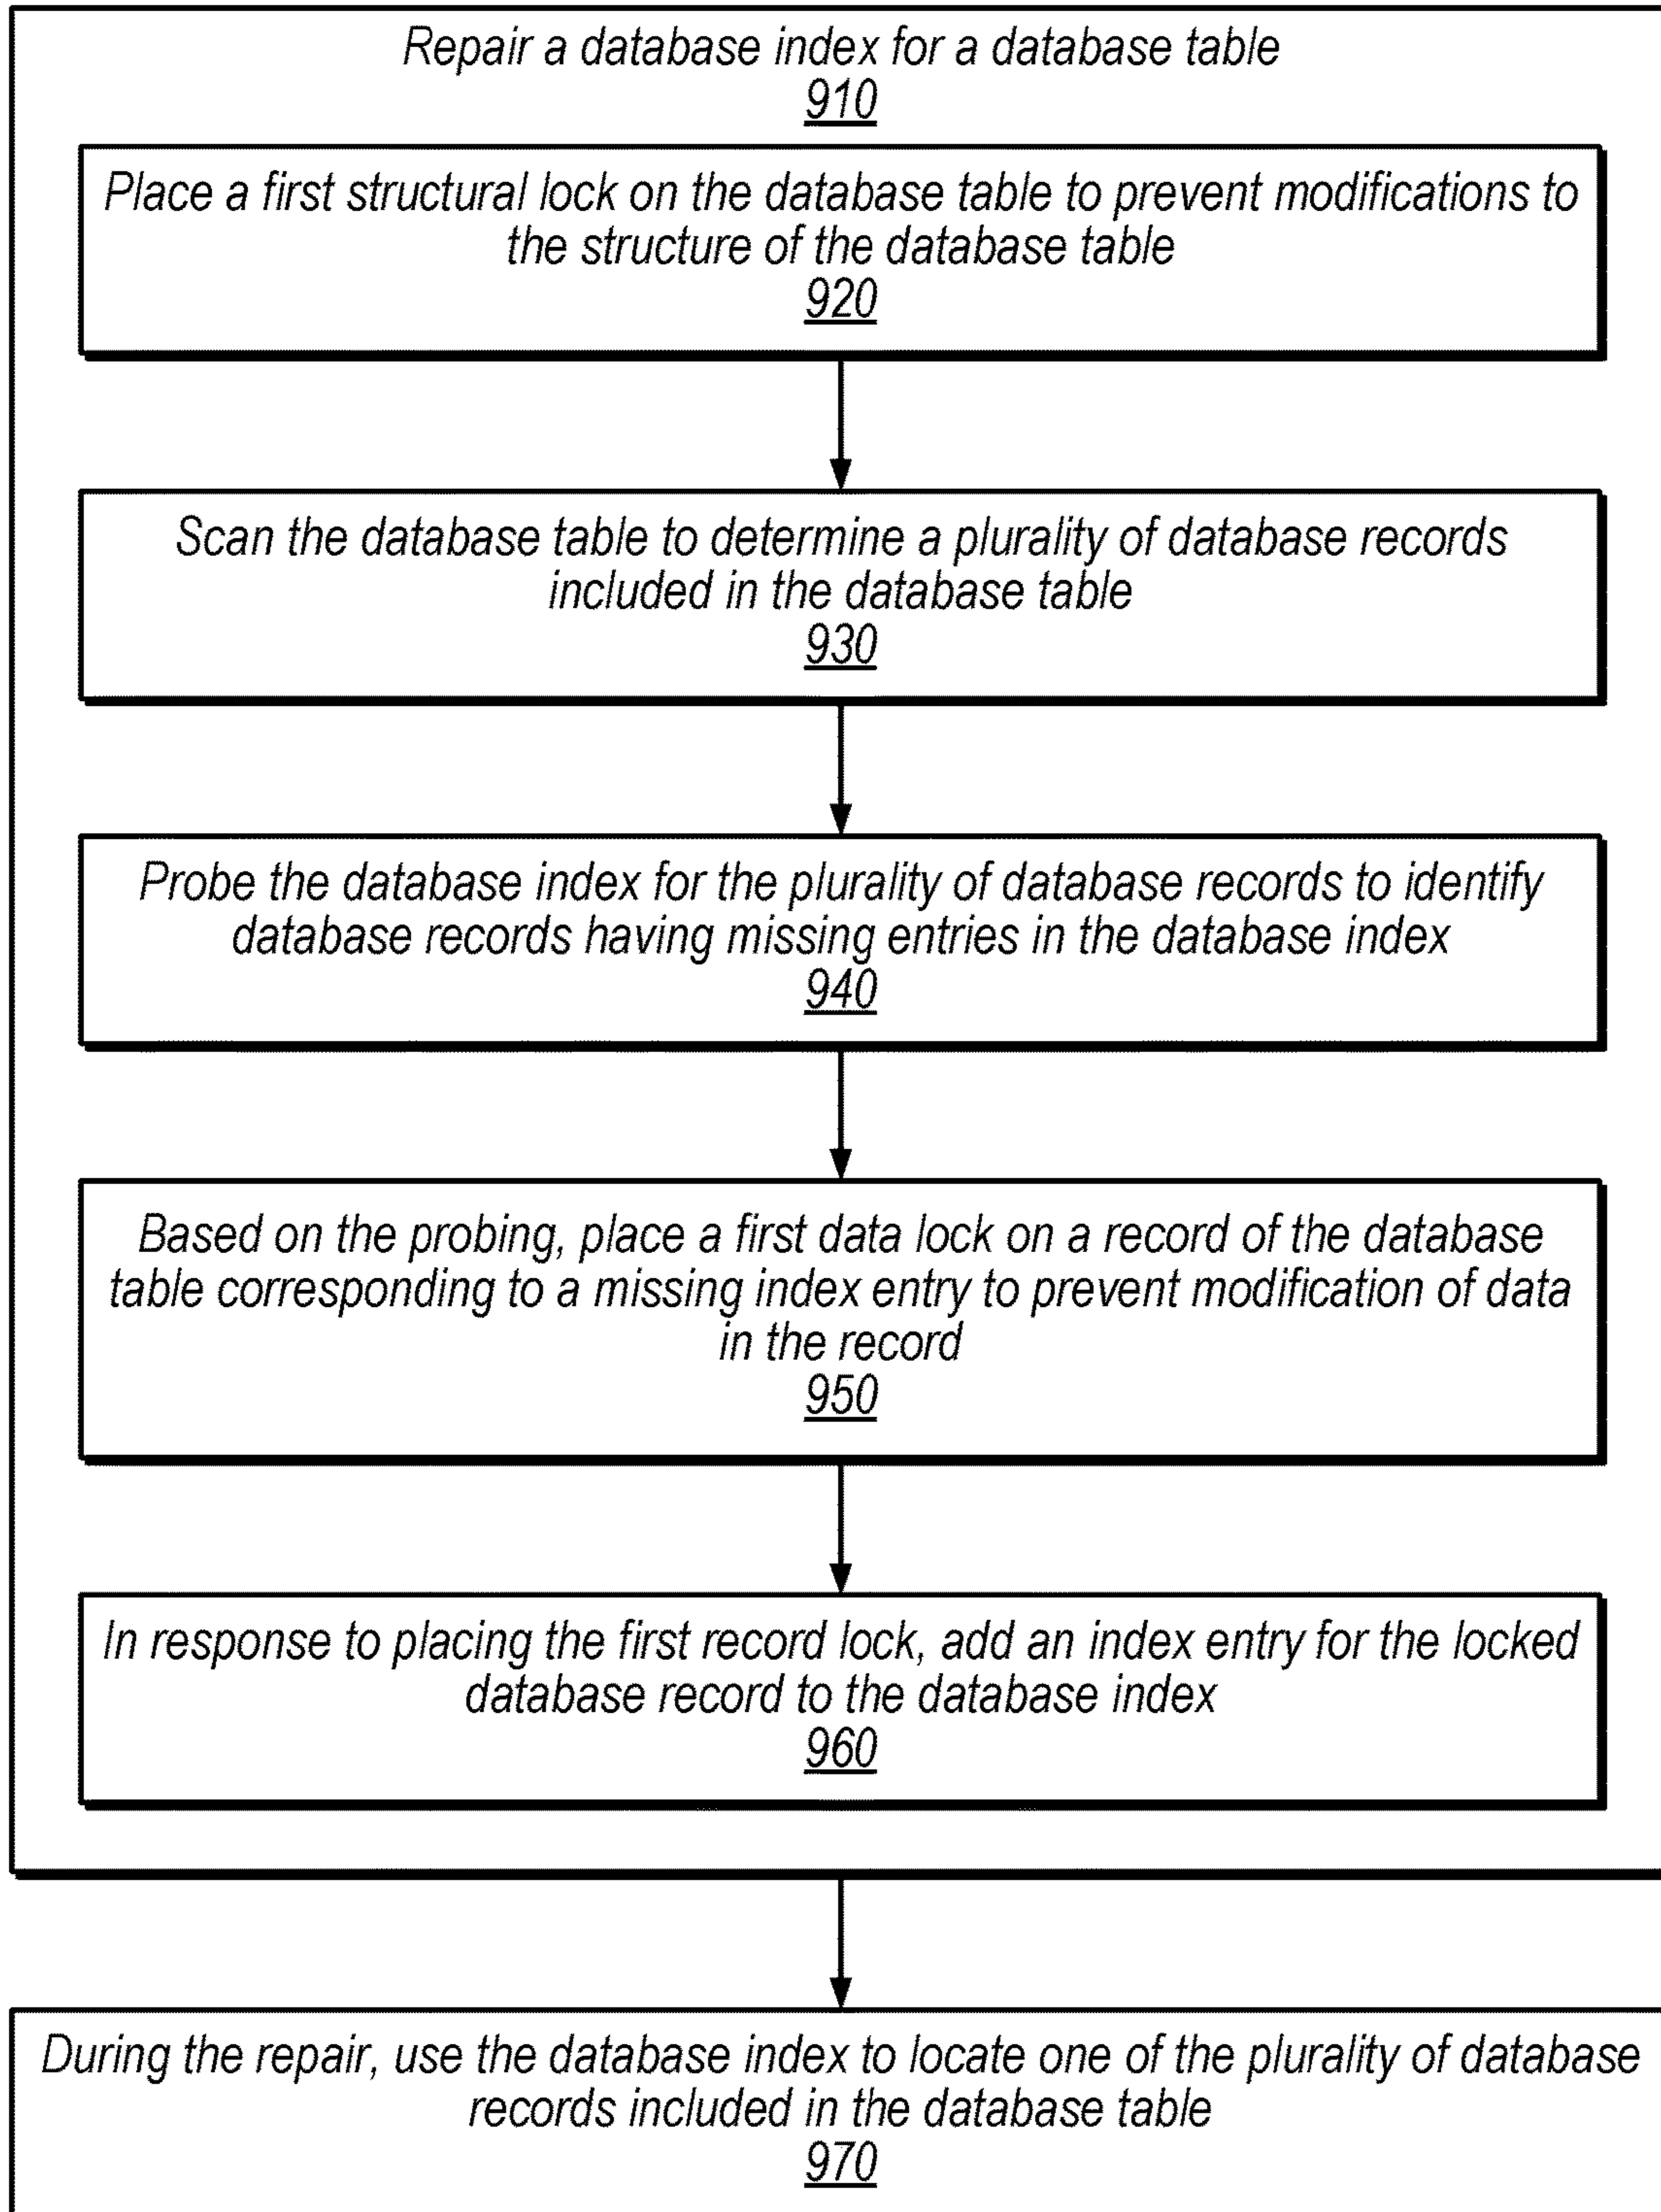 Repair a database index for a database table
910
Place a first structural lock on the database table to prevent modifications to
the structure of the database table
920
Scan the database table to determine a plurality of database records
included in the database table
930
Probe the database index for the plurality of database records to identify
database records having missing entries in the database index
940
Based on the probing, place a first data lock on a record of the database
table corresponding to a missing index entry to prevent modification of data
in the record
950
In response to placing the first record lock, add an index entry for the locked
database record to the database index
960
During the repair, use the database index to locate one of the plurality of database
records included in the database table
970